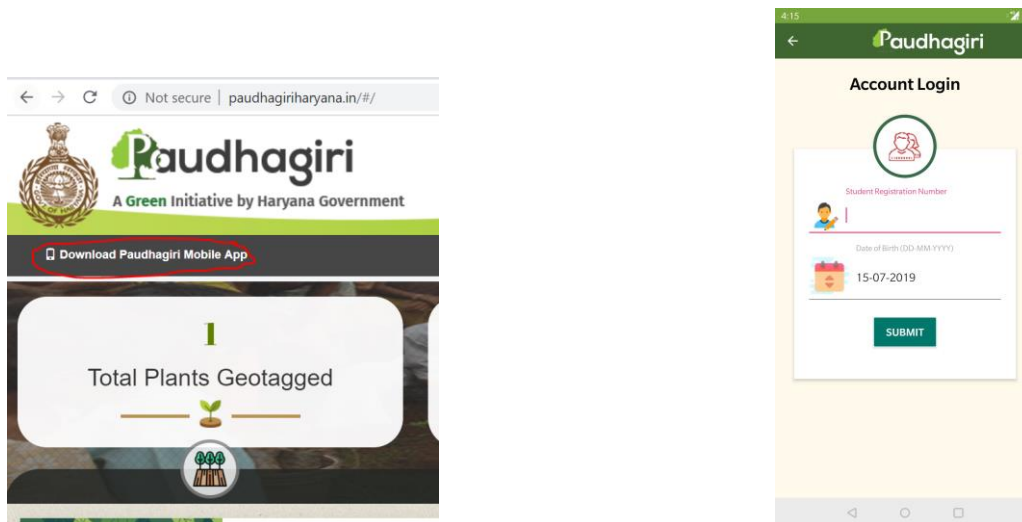 Not secure | paudhagiriharyana.in/#/
Paudhagiri
A Green Initiative by Haryana Government
Download Paudhagiri Mobile App
1
Total Plants Geotagged
4:15
Paudhagiri
Account Login
Student Registration Number
Date of Birth (DD-MM-YYYY)
15-07-2019
SUBMIT